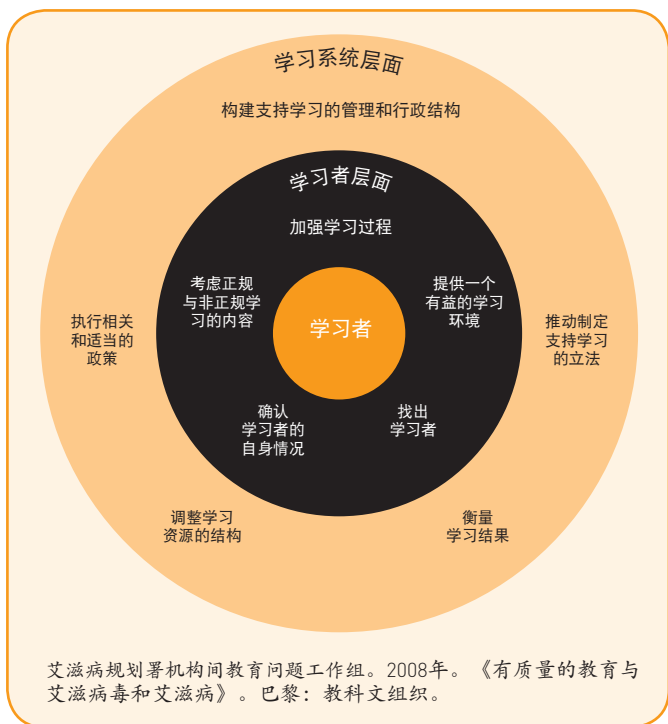 学习系统层面
构建支持学习的管理和行政结构
学习者层面
加强学习过程
考虑正规
与非正规学
习的内容
提供一个
有益的学习
环境
学习者
执行相关
和适当的
政策
推动制定
支持学习
的立法
确认
学习者的
自身情况
找出
学习者
调整学习
资源的结构
衡量
学习结果
艾滋病规划署机构间教育问题工作组。2008年。《有质量的教育与
艾滋病毒和艾滋病》。巴黎：教科文组织。